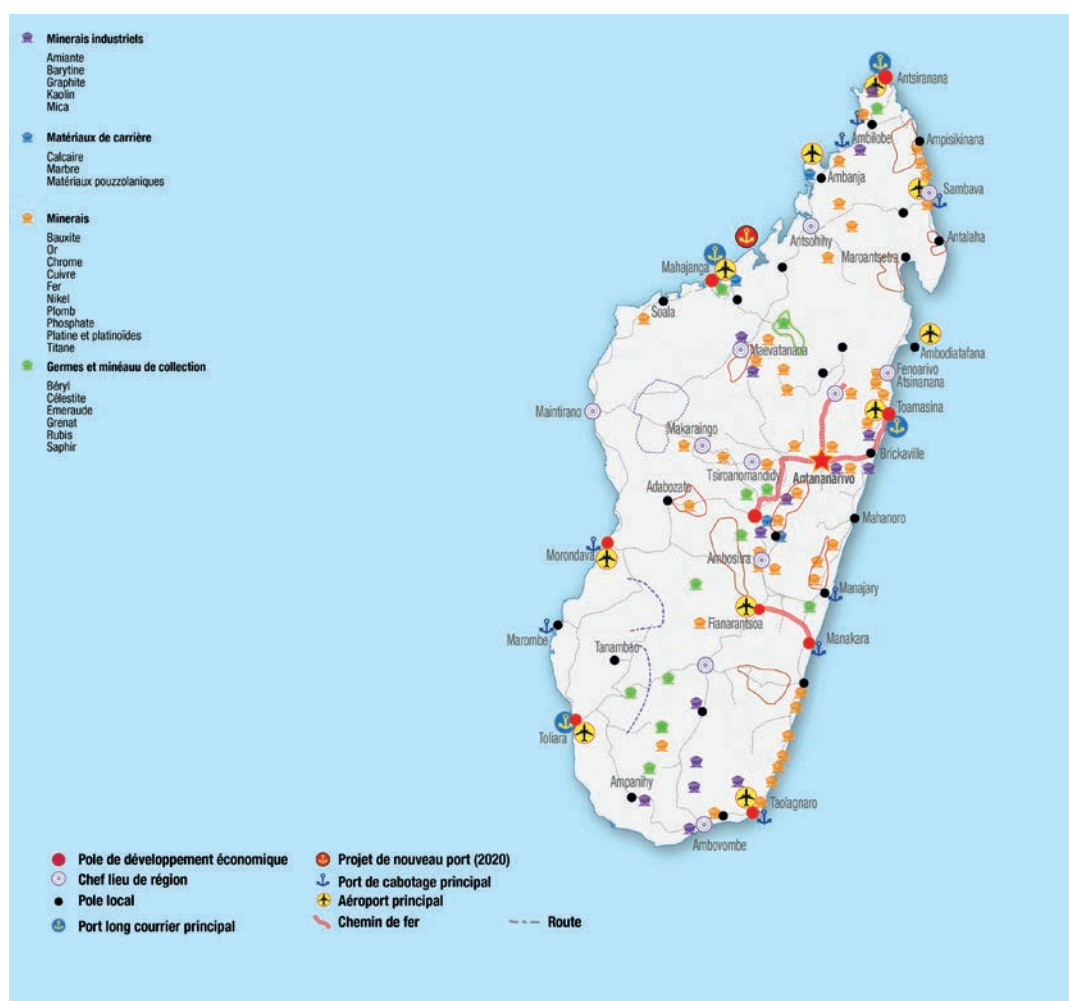 Minerais industriels
Amiante
Barytine
Graphite
Kaolin
Mica
Matériaux de carrière
Calcaire
Marbre
Matériaux pouzzolaniques
Minerais
Bauxite
Or
Chrome
Cuivre
Fer
Nikel
Plomb
Phosphate
Platine et platinoïdes
Titane
Germes et minéauu de collection
Béryl
Célestite
Emeraude
Grenat
Rubis
Saphir
Antsiranana
Ambilobe
Ampisikinana
Ambanja
Sambava
Antsohihy
Antalaha
Maroantsetra
Mahajanga
Soala
Ambodiatafana
Maevatanana
Fenoarivo
Atsinanana
Maintirano
Toamasina
Makaraingo
Brickaville
Tsiroanomandidy
Antananarivo
Adabozato
Mahanoro
Morondava
Ambositra
Manajary
Fianarantsoa
Marombe
Manakara
Tanambao
Toliara
Ampanihy
Taolagnaro
Ambovombe
Pole de développement économique
Chef lieu de région
Pole local
Port long courrier principal
Projet de nouveau port (2020)
Port de cabotage principal
Aéroport principal
Chemin de fer
Route